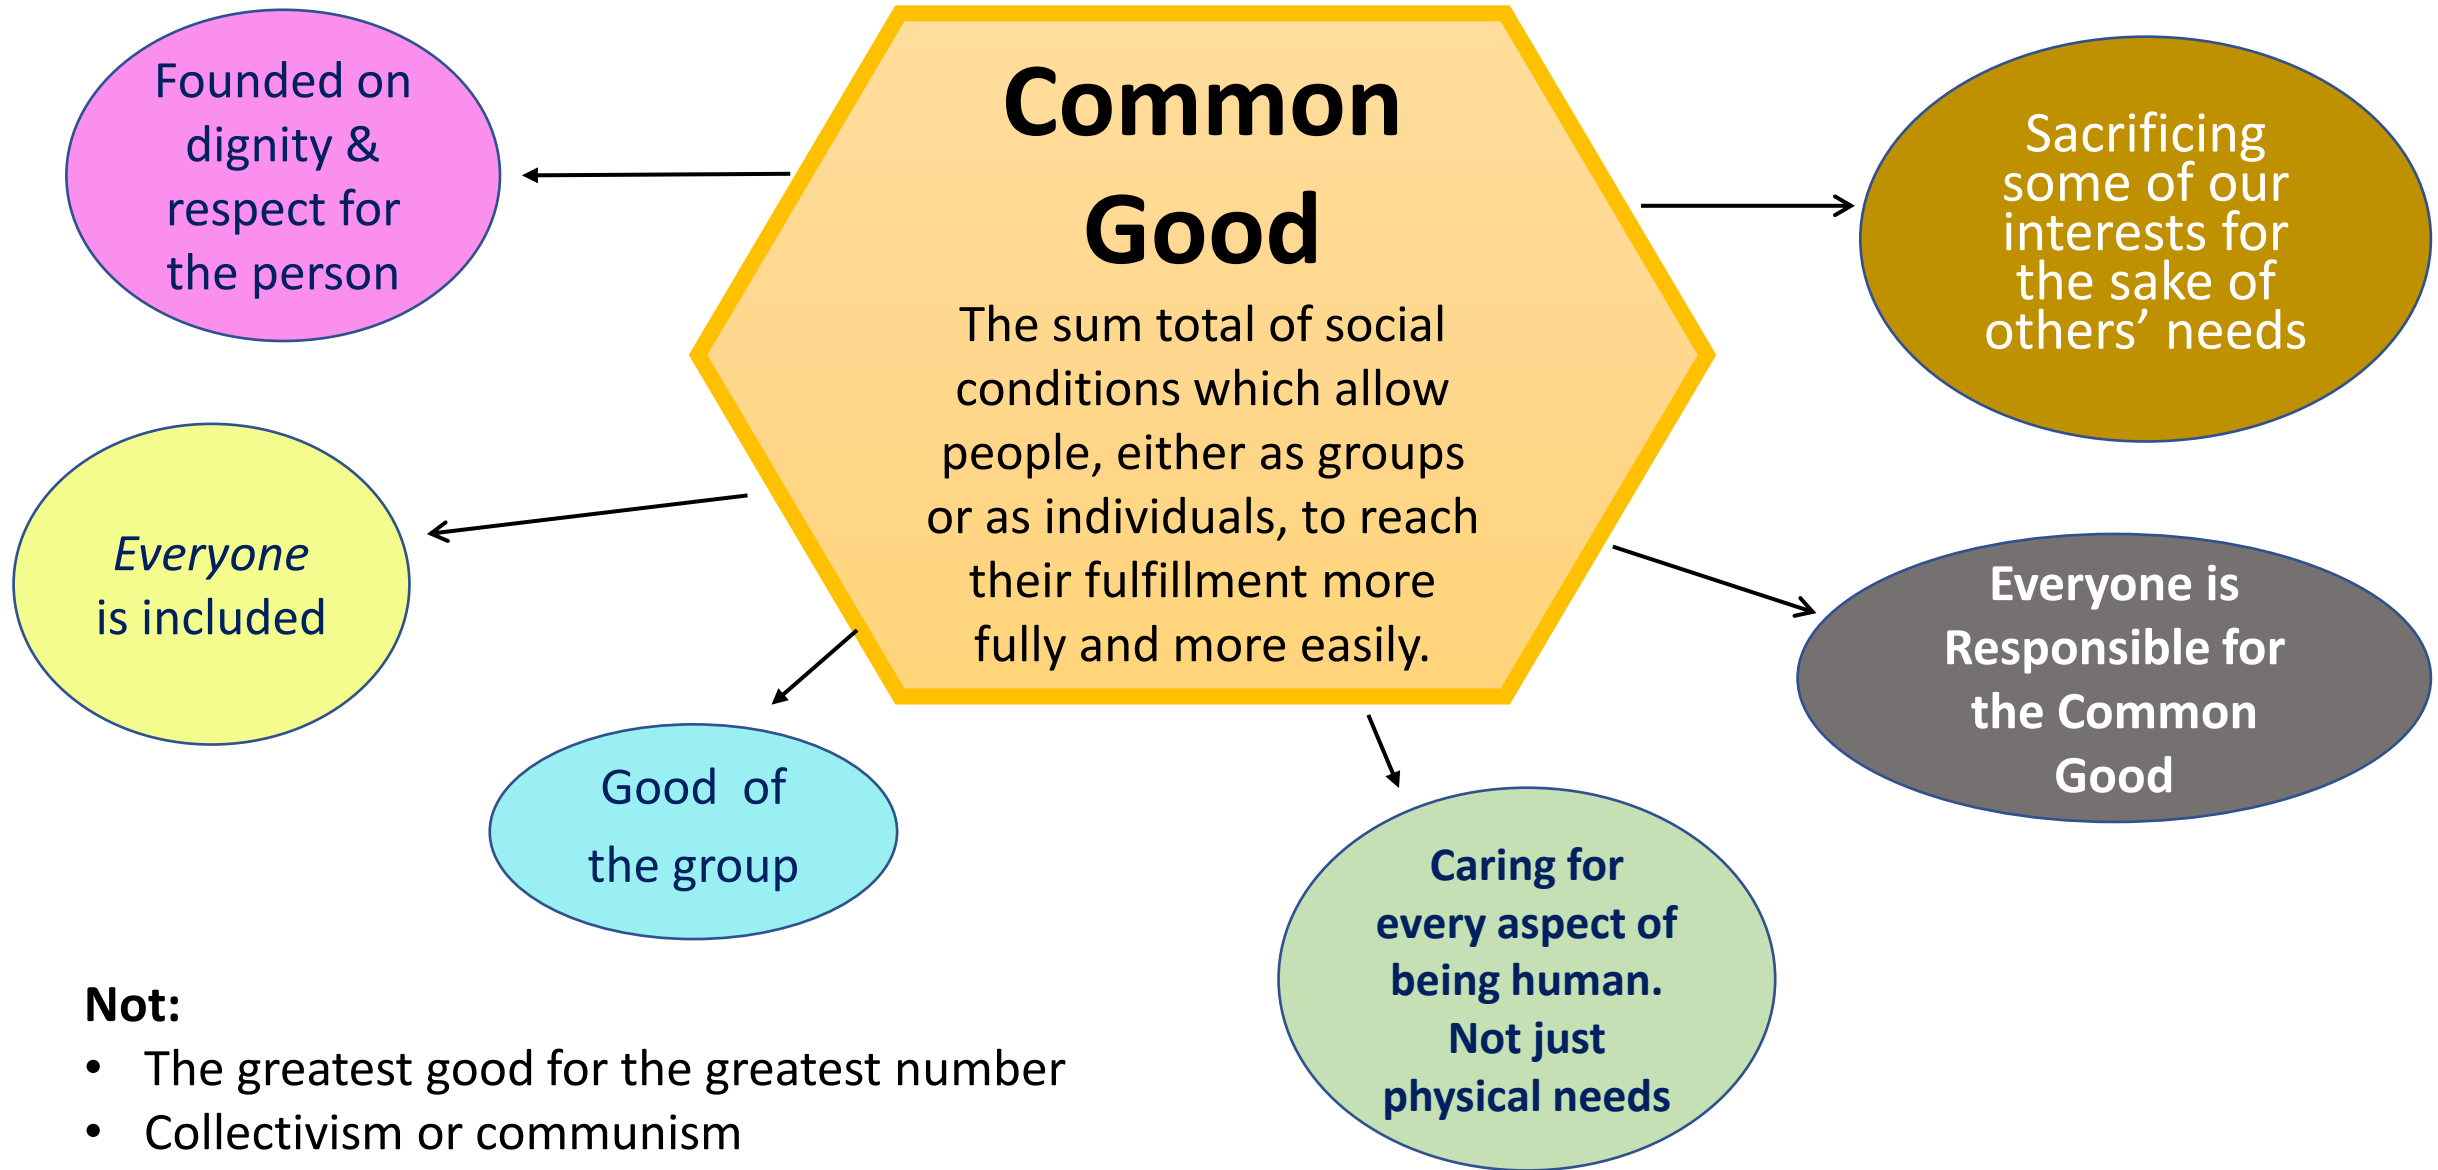 Common
Good
The sum total of social
conditions which allow
people, either as groups
or as individuals, to reach
their fulfillment more
fully and more easily.
Founded on
dignity &
respect for
the person
Everyone
is included
Good of
the group
Caring for
every aspect of
being human.
Not just
physical needs
Everyone is
Responsible for
the Common
Good
Sacrificing
some of our
interests for
the sake of
others’ needs
Not:
• The greatest good for the greatest number
• Collectivism or communism